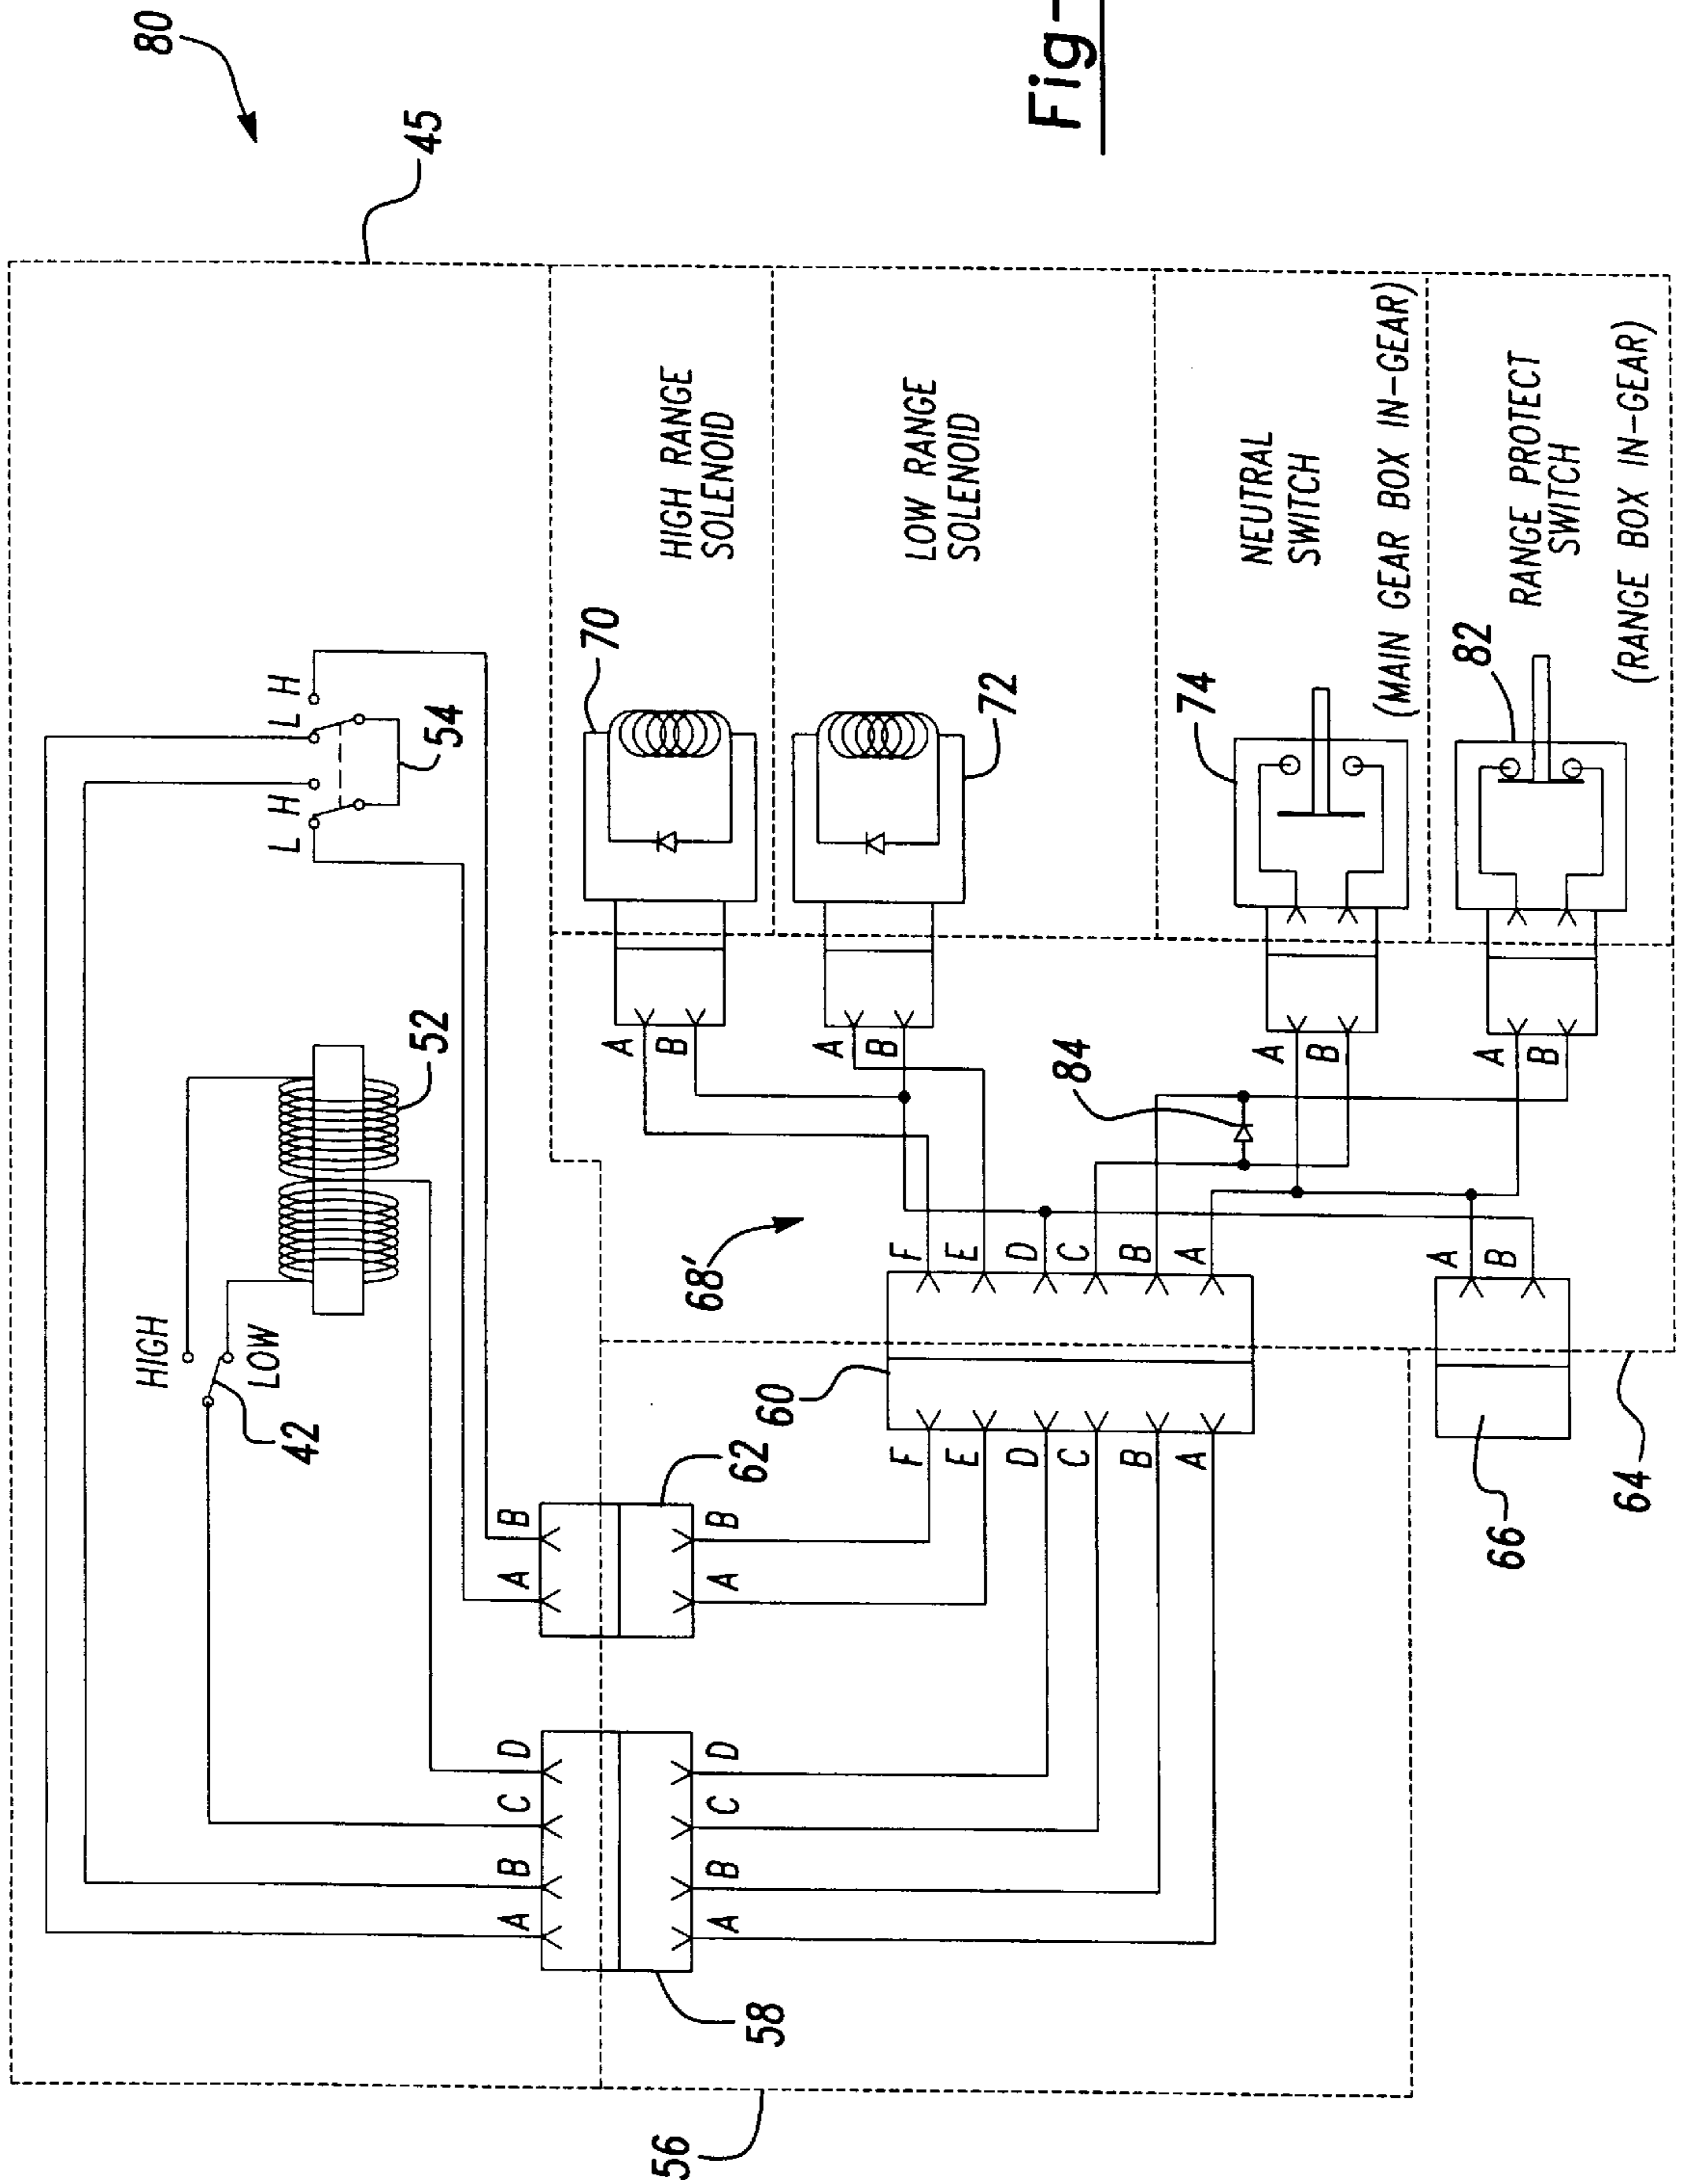 80
45
HIGH
LOW
42
52
L H
L H
54
A B C D
A B
58
A B C D
62
A B
56
60
F E D C B A
F E D C B A
68'
A B
A B
84
A B
A B
A B
66
64
70
HIGH RANGE
SOLENOID
72
LOW RANGE
SOLENOID
74
NEUTRAL
SWITCH
(MAIN GEAR BOX IN-GEAR)
82
RANGE PROTECT
SWITCH
(RANGE BOX IN-GEAR)
Fig-